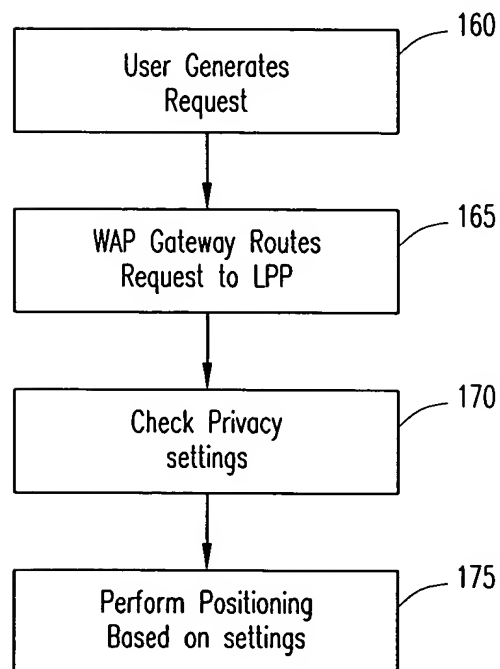 160
User Generates
Request
165
WAP Gateway Routes
Request to LPP
170
Check Privacy
settings
175
Perform Positioning
Based on settings